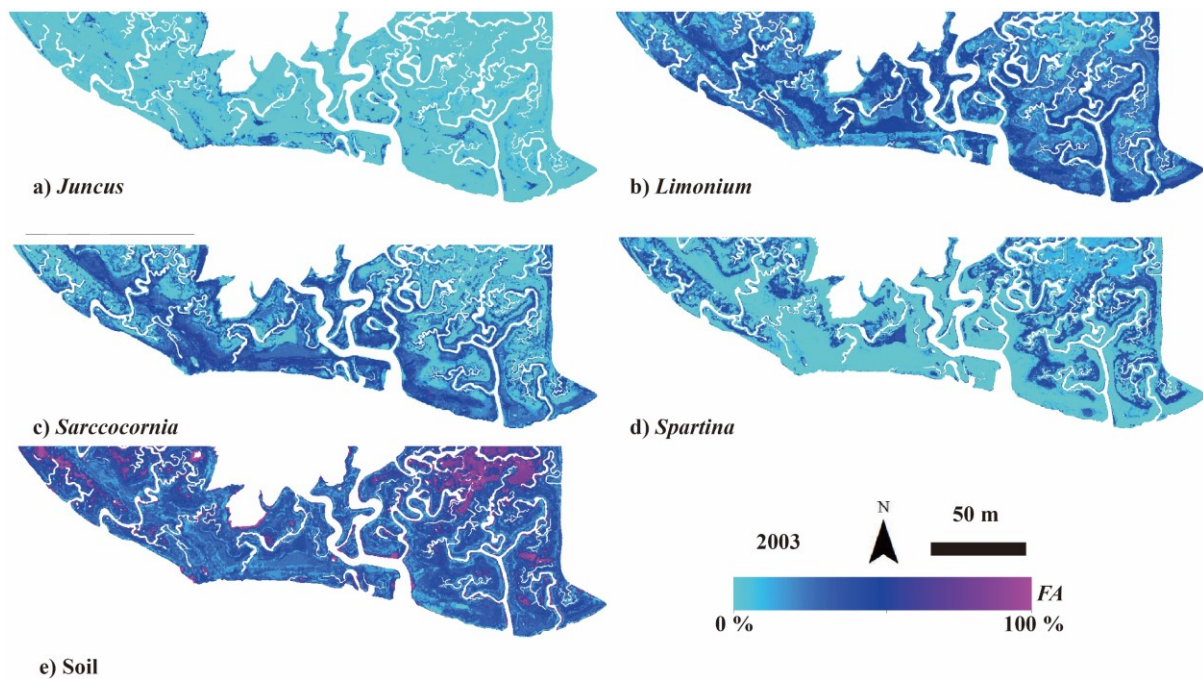 a) Juncus
b) Limonium
c) Sarccocornia
d) Spartina
e) Soil
2003
N
50 m
FA
0 %
100 %